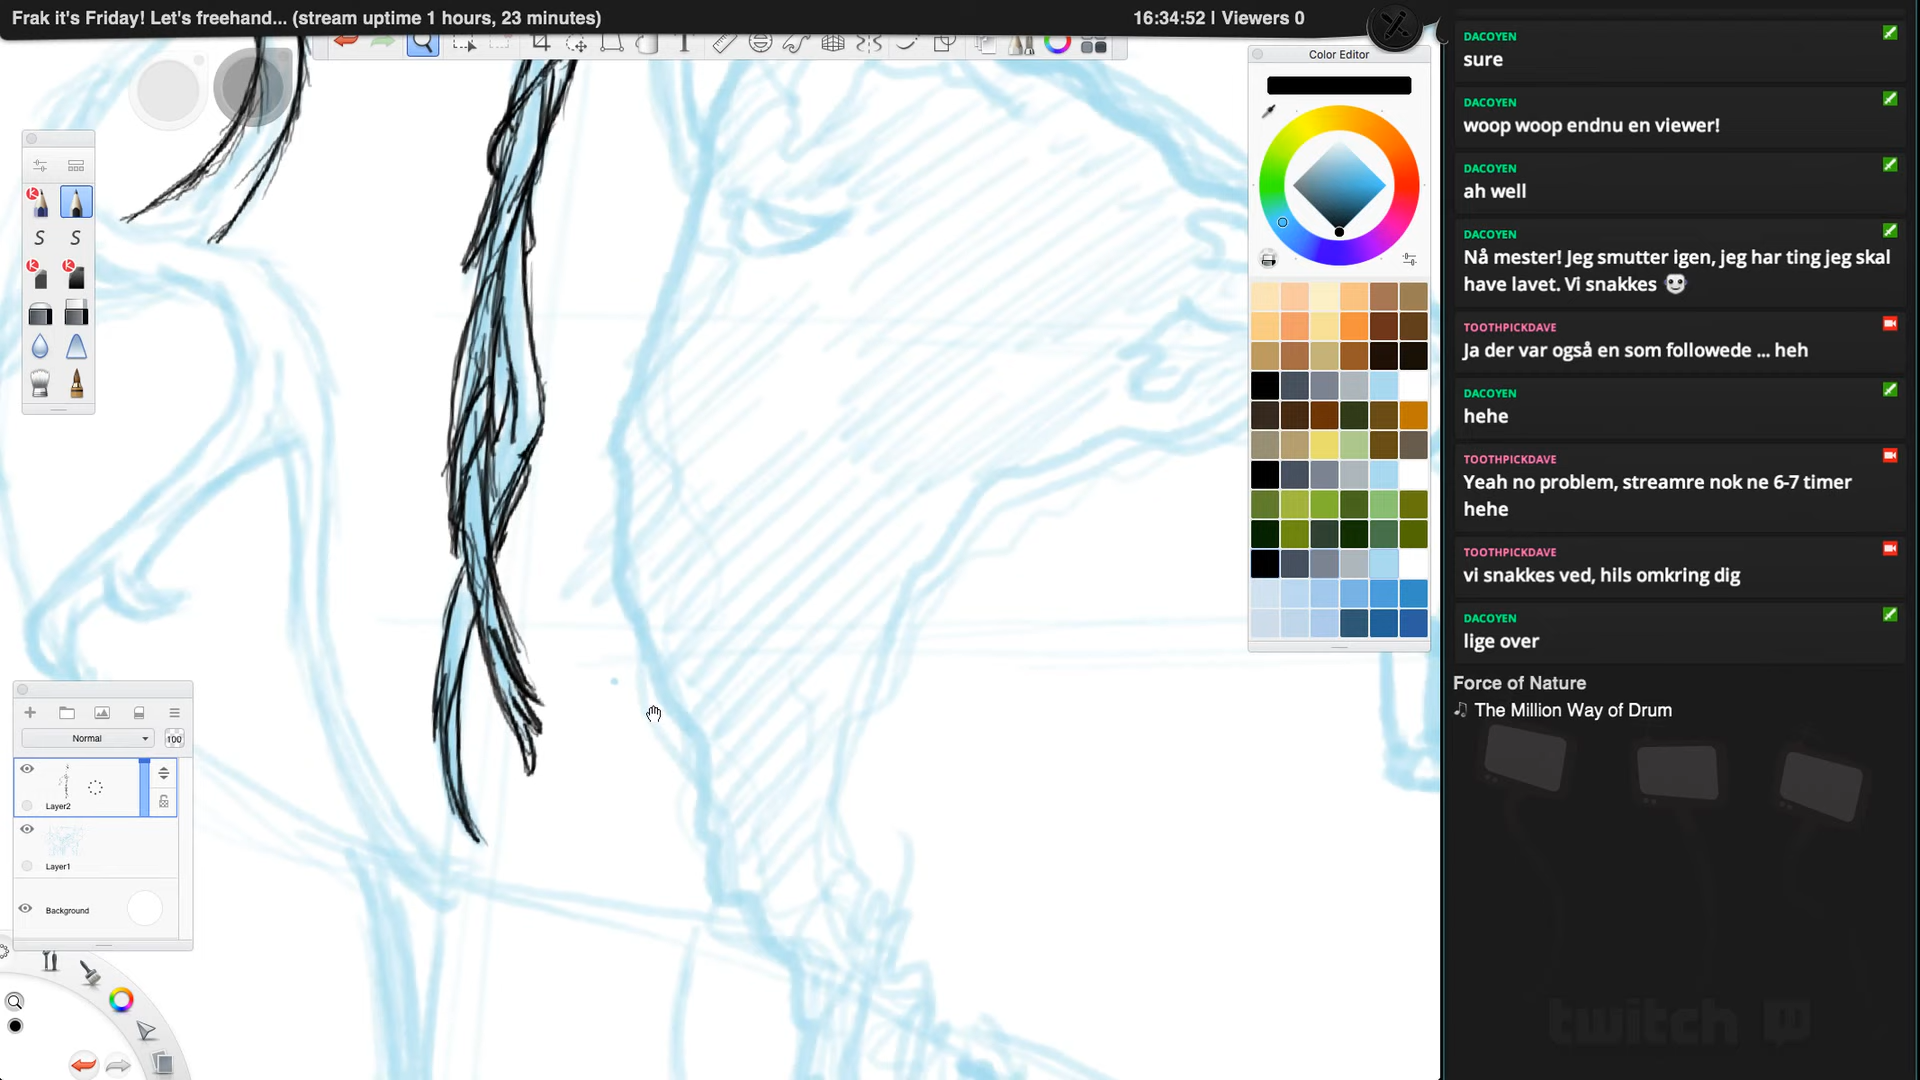 Frak it's Friday! Let's freehand... (stream uptime 1 hours, 23 minutes)
16:34:52 | Viewers 0
Color Editor
Normal
100
Layer2
Layer1
Background
DACOYEN
sure
DACOYEN
woop woop endnu en viewer!
DACOYEN
ah well
DACOYEN
Nå mester! Jeg smutter igen, jeg har ting jeg skal
have lavet. Vi snakkes
TOOTHPICKDAVE
Ja der var også en som followede ... heh
DACOYEN
hehe
TOOTHPICKDAVE
Yeah no problem, streamre nok ne 6-7 timer
hehe
TOOTHPICKDAVE
vi snakkes ved, hils omkring dig
DACOYEN
lige over
Force of Nature
The Million Way of Drum
twitch